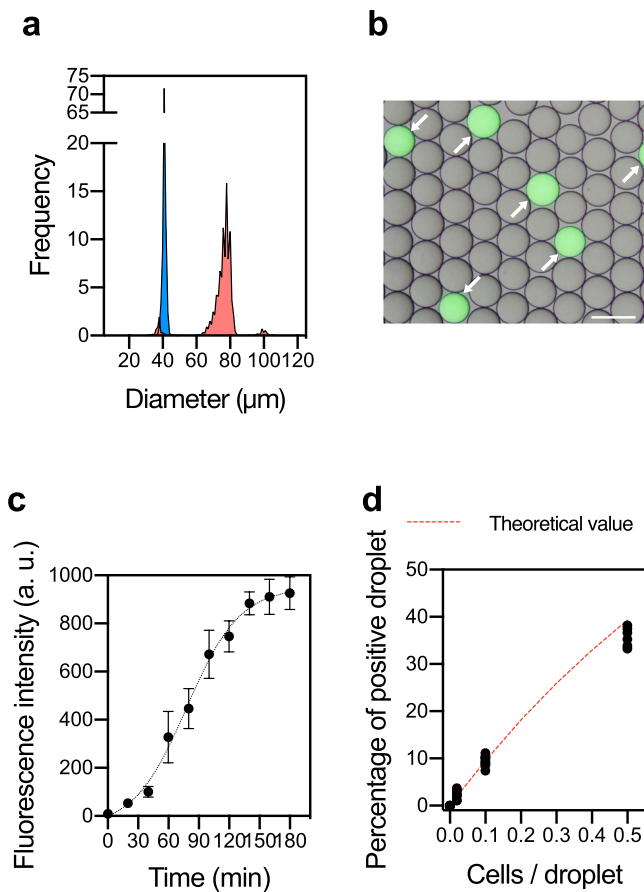 a
b
75
70
65
20
15
10
5
0
Frequency
20 40 60 80 100 120
Diameter (µm)
c
d
Theoretical value
Fluorescence intensity (a. u.)
1000
800
600
400
200
0
0 30 60 90 120 150 180
Time (min)
Percentage of positive droplet
50
40
30
20
10
0
0.0 0.1 0.2 0.3 0.4 0.5
Cells / droplet